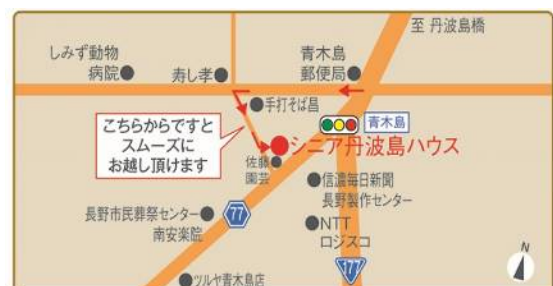 至 丹波島橋
しみず動物
病院
寿し孝
青木島
郵便局
手打そば昌
こちらからですと
スムーズに
お越し頂けます
青木島
シニア丹波島ハウス
佐藤
園芸
信濃毎日新聞
長野製作センター
長野市民葬祭センター
南安楽院
77
NTT
ロジスコ
N
177
ツルヤ青木島店